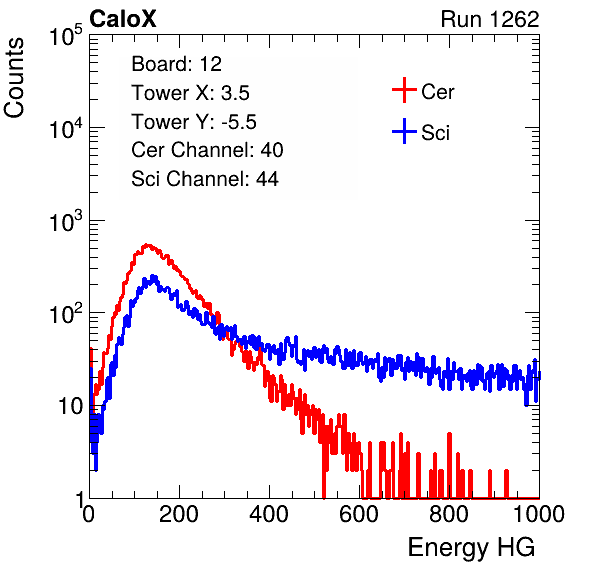 CaloX Run 1262
Counts
10^5
10^4
10^3
10^2
10
1
Board: 12
Tower X: 3.5
Tower Y: -5.5
Cer Channel: 40
Sci Channel: 44
Cer
Sci
0 200 400 600 800 1000
Energy HG